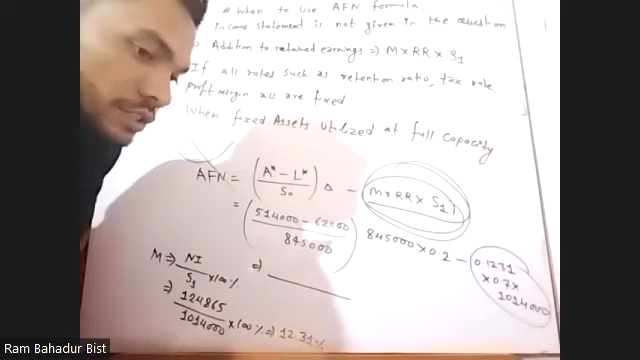 # When to use AFN formula.
income statement is not given in the question
Addition to retained earnings => M x RR x S1
If all rates such as retention ratio, tax rate,
profit margin all are fixed
When fixed Assets Utilized at full capacity
AFN = (A* - L* / S0) Δ - M x RR x S1
= (514000 - 62000 / 845000) 845000 x 0.2 - 0.1231 x 0.7 x 1014000
M => NI / S1 x 100% => 
=> 124865 / 1014000 x 100% => 12.31%
Ram Bahadur Bist